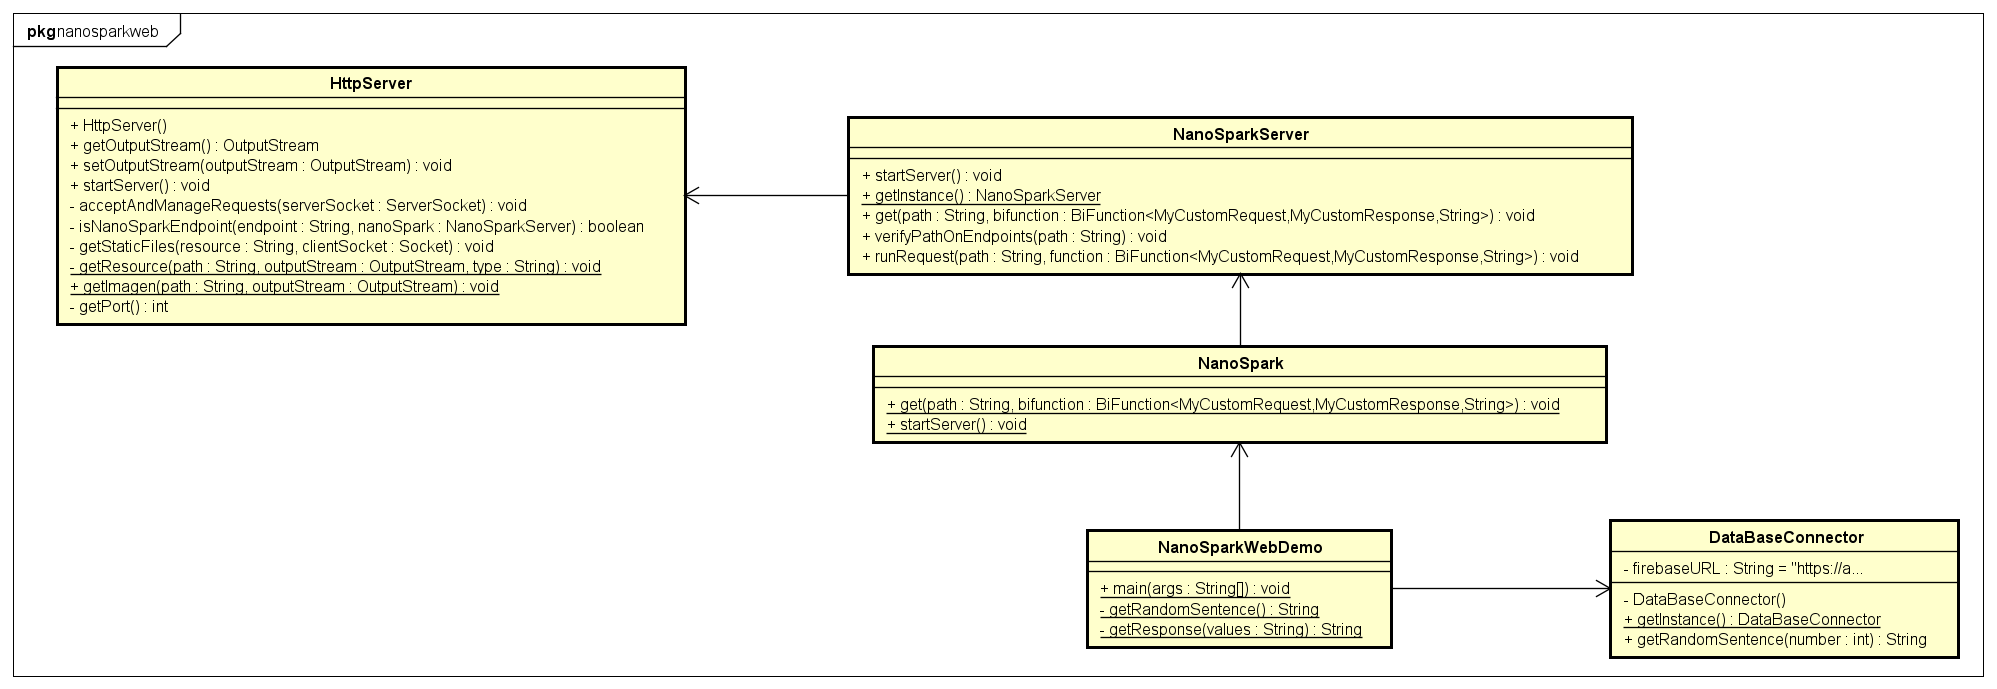 pkg nanosparkweb
HttpServer
+ HttpServer()
+ getOutputStream() : OutputStream
+ setOutputStream(outputStream : OutputStream) : void
+ startServer() : void
- acceptAndManageRequests(serverSocket : ServerSocket) : void
- isNanoSparkEndpoint(endpoint : String, nanoSpark : NanoSparkServer) : boolean
- getStaticFiles(resource : String, clientSocket : Socket) : void
- getResource(path : String, outputStream : OutputStream, type : String) : void
+ getImagen(path : String, outputStream : OutputStream) : void
- getPort() : int
NanoSparkServer
+ startServer() : void
+ getInstance() : NanoSparkServer
+ get(path : String, bifunction : BiFunction<MyCustomRequest,MyCustomResponse,String>) : void
+ verifyPathOnEndpoints(path : String) : void
+ runRequest(path : String, function : BiFunction<MyCustomRequest,MyCustomResponse,String>) : void
NanoSpark
+ get(path : String, bifunction : BiFunction<MyCustomRequest,MyCustomResponse,String>) : void
+ startServer() : void
NanoSparkWebDemo
+ main(args : String[]) : void
- getRandomSentence() : String
- getResponse(values : String) : String
DataBaseConnector
- firebaseURL : String = "https://a...
- DataBaseConnector()
+ getInstance() : DataBaseConnector
+ getRandomSentence(number : int) : String